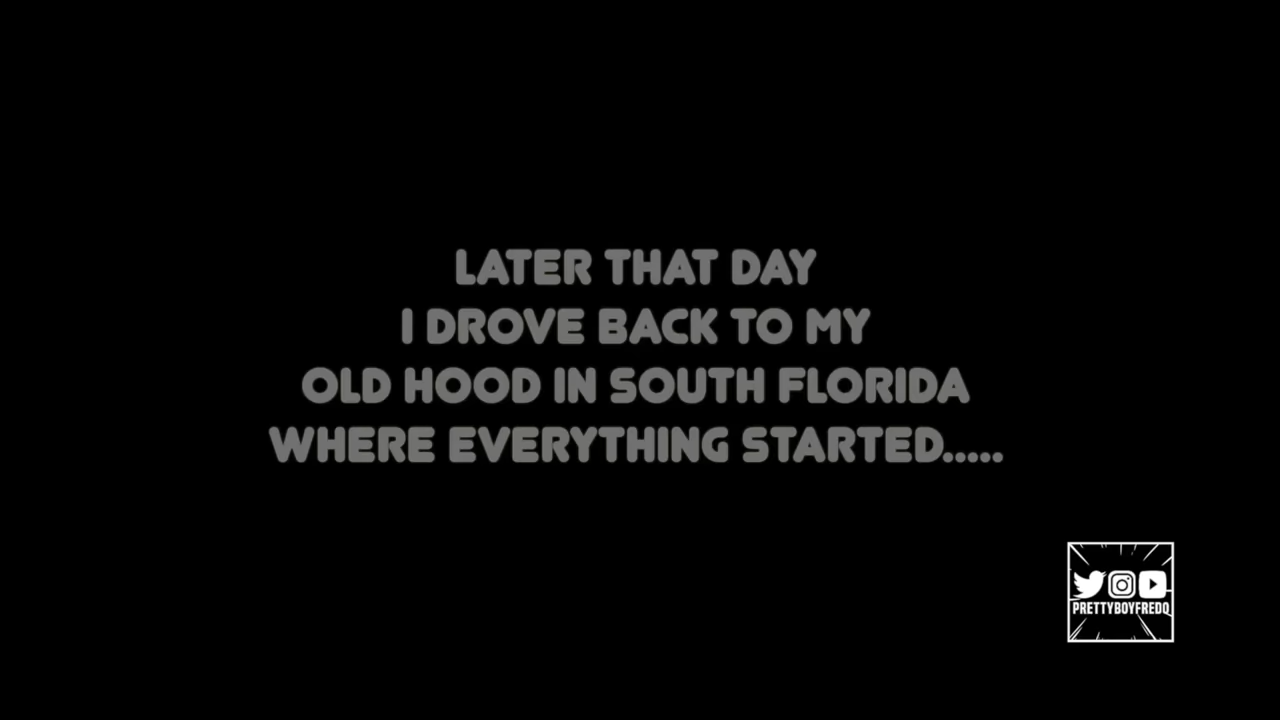 LATER THAT DAY
I DROVE BACK TO MY
OLD HOOD IN SOUTH FLORIDA
WHERE EVERYTHING STARTED.....
PRETTYBOYFREDO